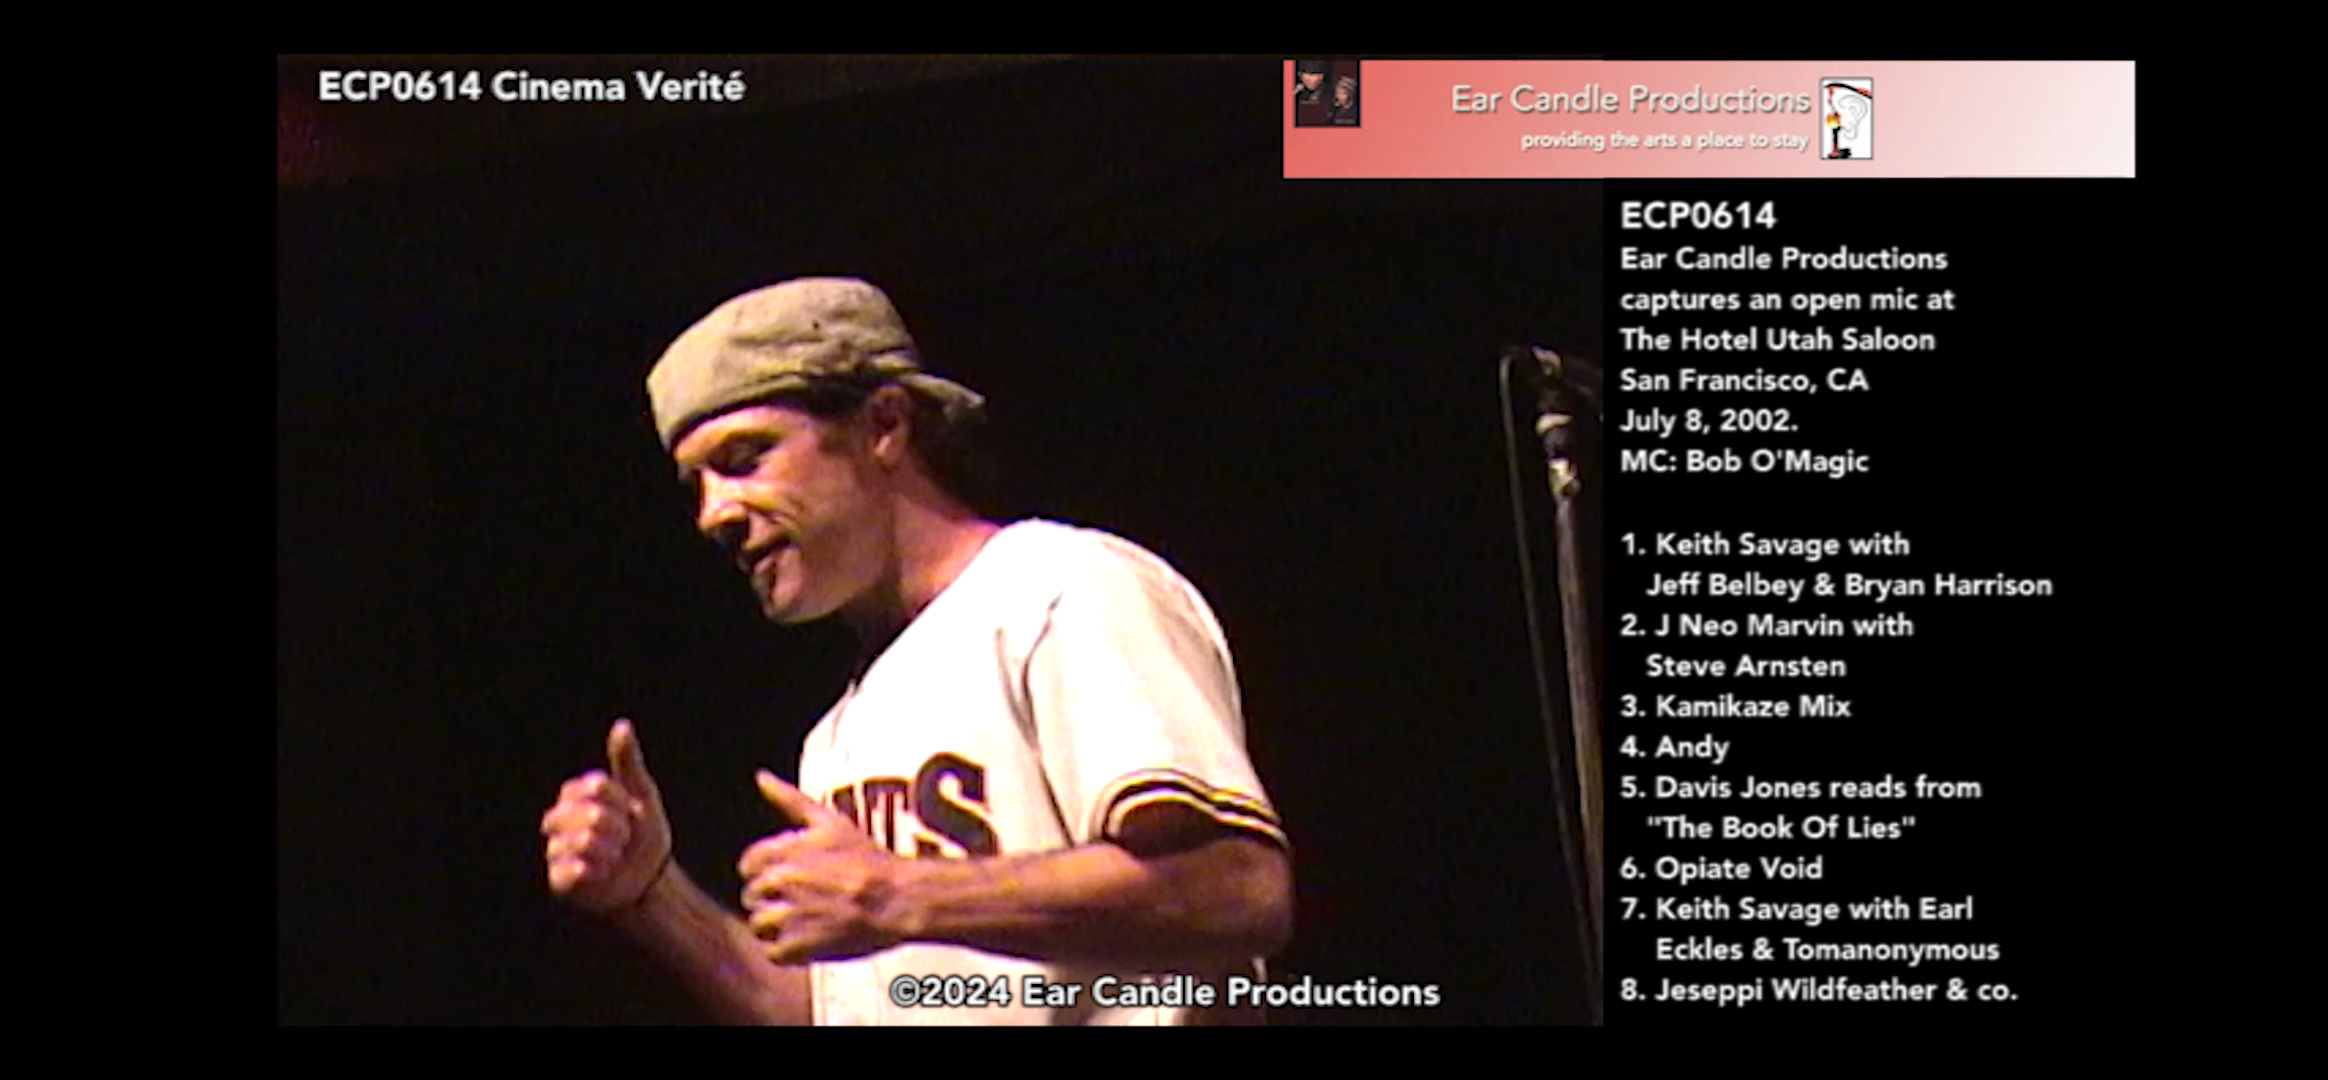 ECP0614 Cinema Verité
Ear Candle Productions
providing the arts a place to stay
ECP0614
Ear Candle Productions
captures an open mic at
The Hotel Utah Saloon
San Francisco, CA
July 8, 2002.
MC: Bob O'Magic
1. Keith Savage with
Jeff Belbey & Bryan Harrison
2. J Neo Marvin with
Steve Arnsten
3. Kamikaze Mix
4. Andy
5. Davis Jones reads from
"The Book Of Lies"
6. Opiate Void
7. Keith Savage with Earl
Eckles & Tomanonymous
8. Jeseppi Wildfeather & co.
©2024 Ear Candle Productions